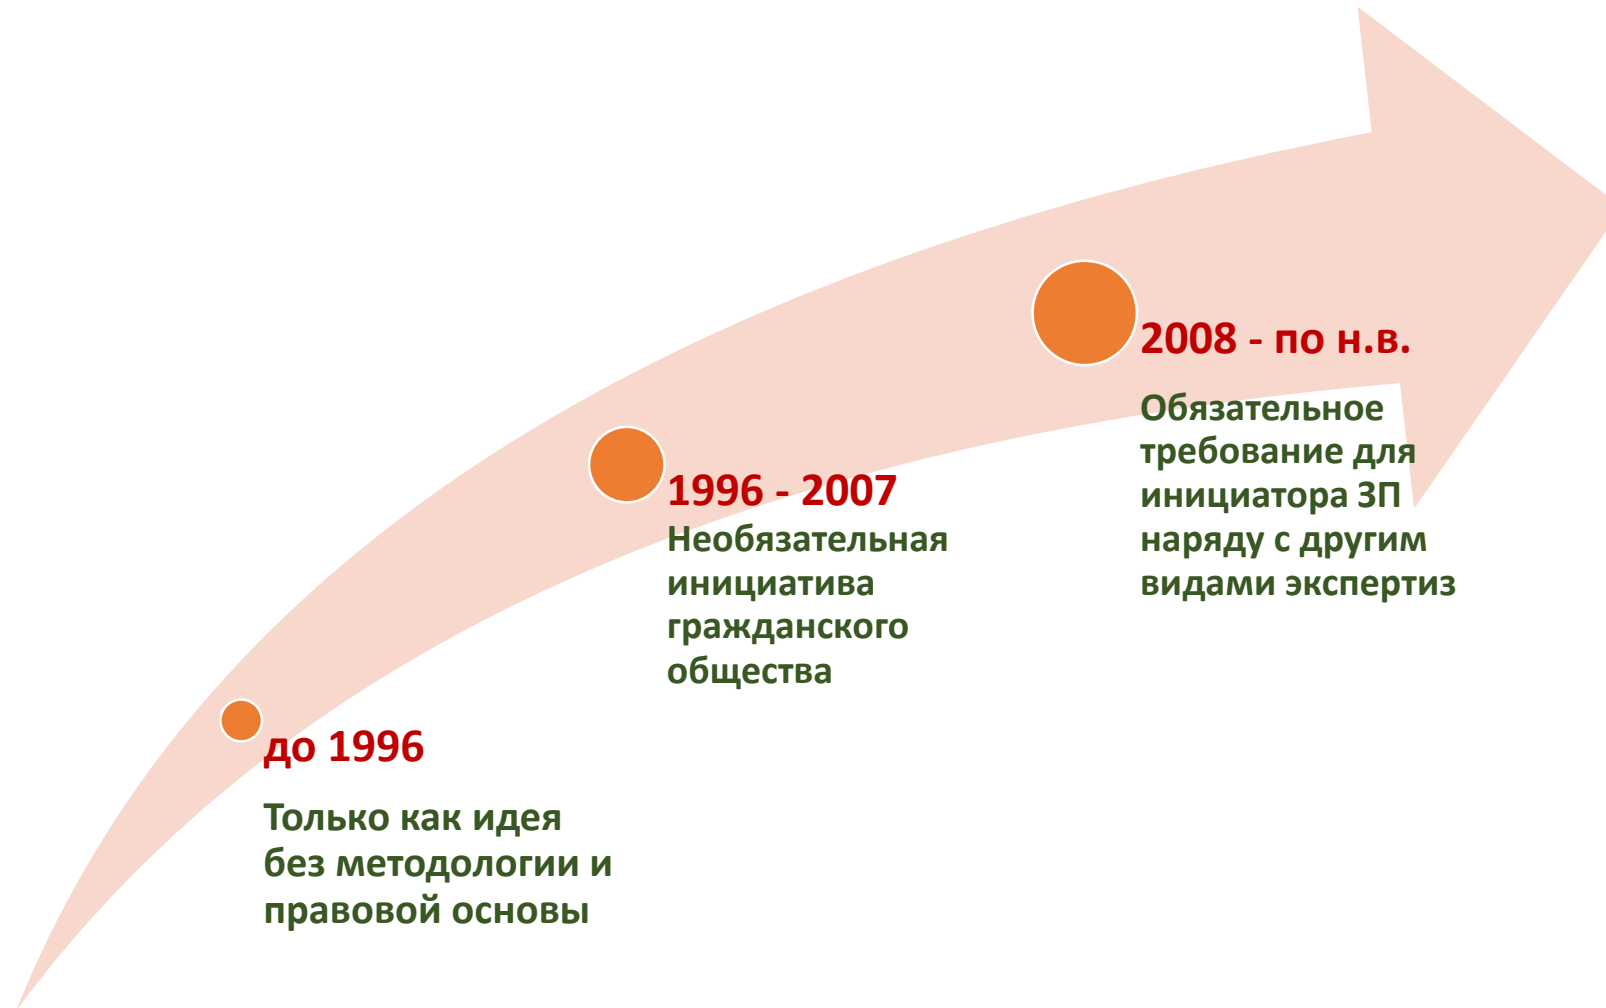 до 1996
Только как идея
без методологии и
правовой основы
1996 - 2007
Необязательная
инициатива
гражданского
общества
2008 - по н.в.
Обязательное
требование для
инициатора ЗП
наряду с другим
видами экспертиз